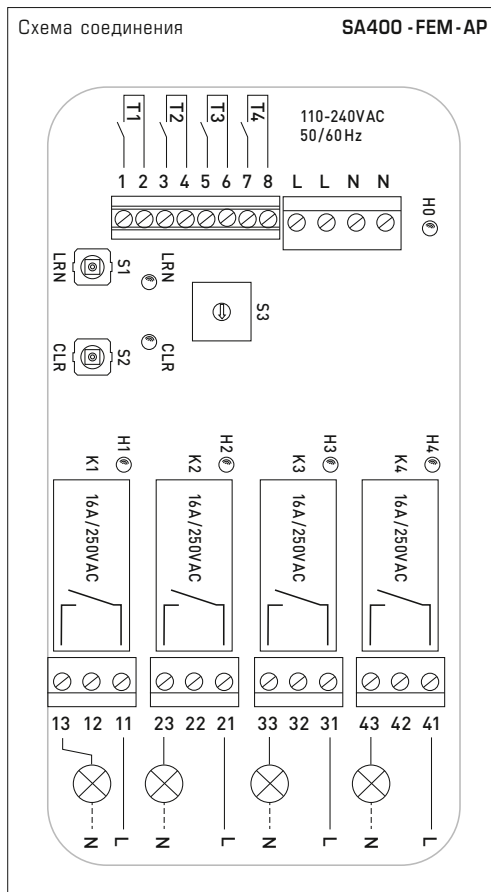 Схема соединения SA400 -FEM-AP
T1 T2 T3 T4
110-240VAC
50/60Hz
1 2 3 4 5 6 7 8 L L N N
H0
LRN S1 LRN
S3
CLR S2 CLR
H1 H2 H3 H4
K1 K2 K3 K4
16A/250VAC 16A/250VAC 16A/250VAC 16A/250VAC
13 12 11 23 22 21 33 32 31 43 42 41
N L N L N L N L